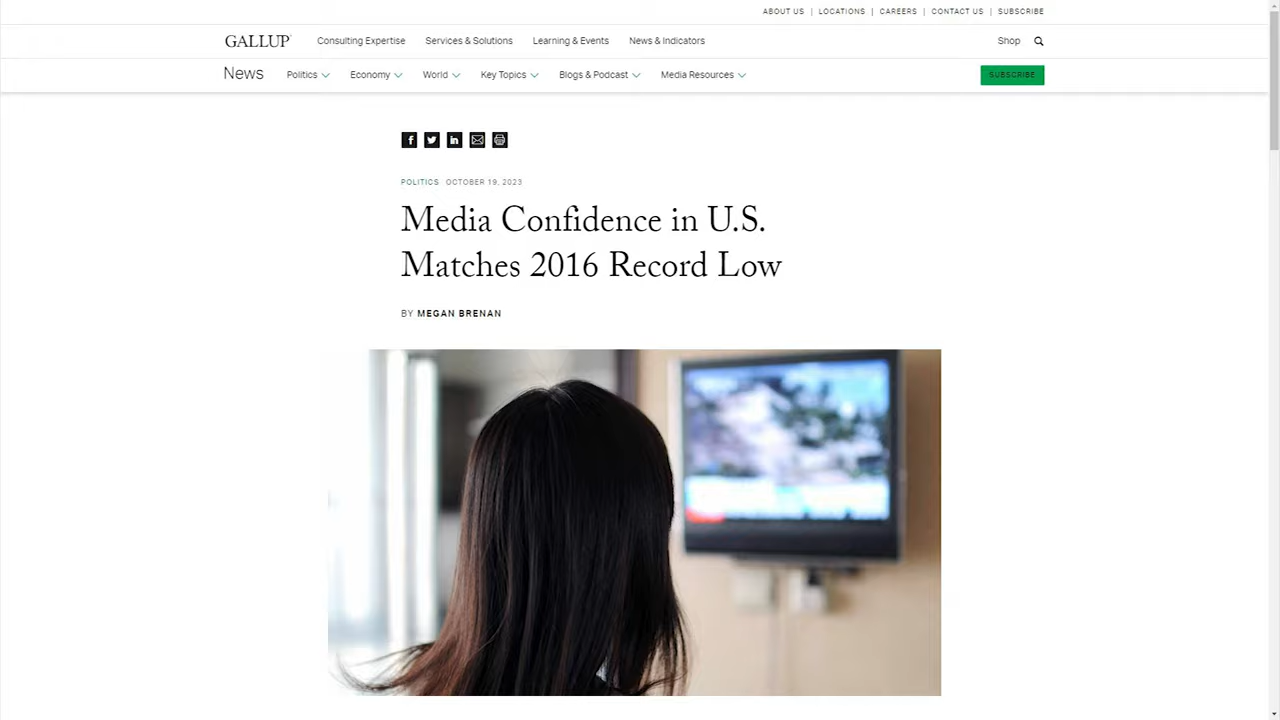 ABOUT US | LOCATIONS | CAREERS | CONTACT US | SUBSCRIBE
GALLUP Consulting Expertise Services & Solutions Learning & Events News & Indicators Shop
News Politics Economy World Key Topics Blogs & Podcast Media Resources SUBSCRIBE
POLITICS OCTOBER 19, 2023
Media Confidence in U.S.
Matches 2016 Record Low
BY MEGAN BRENAN